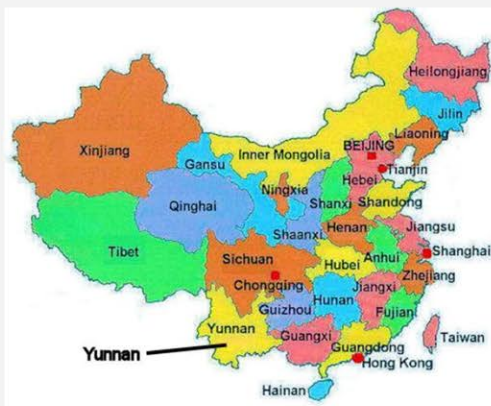 Heilongjiang
Jilin
Liaoning
Xinjiang
Gansu
Inner Mongolia
BEIJING
Tianjin
Hebei
Ningxia
Shanxi
Shandong
Qinghai
Shaanxi
Henan
Jiangsu
Tibet
Sichuan
Anhui
Shanghai
Hubei
Chongqing
Zhejiang
Hunan
Jiangxi
Guizhou
Fujian
Yunnan
Guangxi
Guangdong
Taiwan
Yunnan
Hong Kong
Hainan